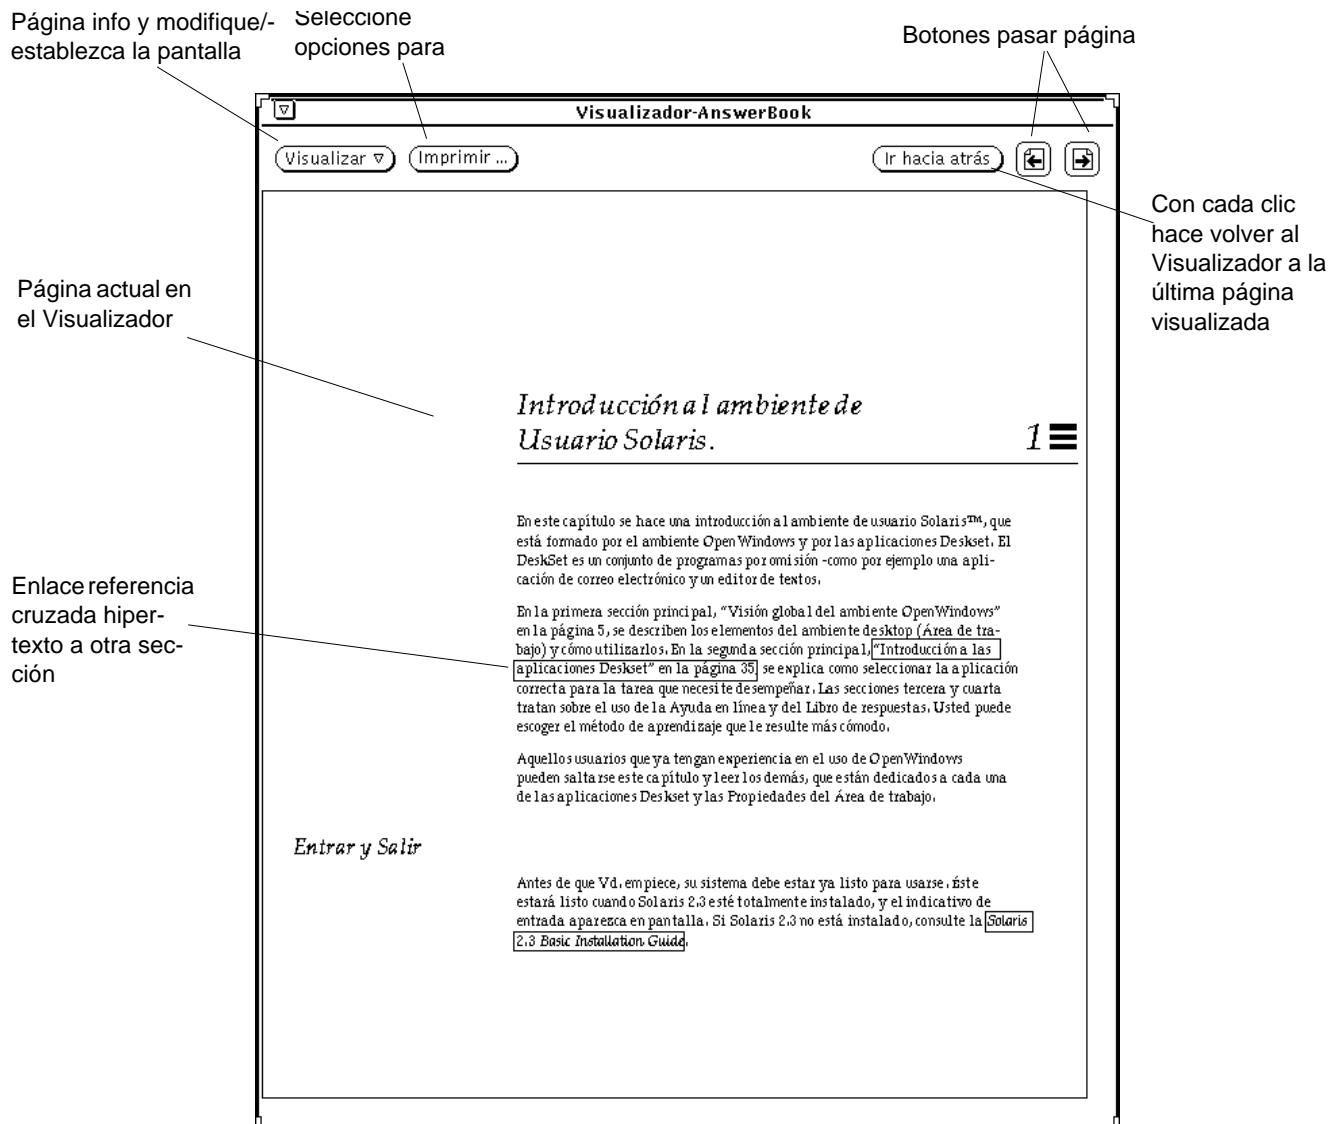 Página info y modifique/-
establezca la pantalla
Seleccione
opciones para
Botones pasar página
Visualizador-AnswerBook
Visualizar
Imprimir ...
Ir hacia atrás
Con cada clic
hace volver al
Visualizador a la
última página
visualizada
Página actual en
el Visualizador
Introducción al ambiente de
Usuario Solaris.
1
En este capítulo se hace una introducción al ambiente de usuario Solaris™, que
está formado por el ambiente OpenWindows y por las aplicaciones Deskset. El
DeskSet es un conjunto de programas por omisión -como por ejemplo una apli-
cación de correo electrónico y un editor de textos.
Enlace referencia
cruzada hiper-
texto a otra sec-
ción
En la primera sección principal, “Visión global del ambiente OpenWindows”
en la página 5, se describen los elementos del ambiente desktop (Área de tra-
bajo) y cómo utilizarlos. En la segunda sección principal, “Introducción a las
aplicaciones Deskset” en la página 35, se explica como seleccionar la aplicación
correcta para la tarea que necesite desempeñar. Las secciones tercera y cuarta
tratan sobre el uso de la Ayuda en línea y del Libro de respuestas. Usted puede
escoger el método de aprendizaje que le resulte más cómodo.
Aquellos usuarios que ya tengan experiencia en el uso de OpenWindows
pueden saltarse este capítulo y leer los demás, que están dedicados a cada una
de las aplicaciones Deskset y las Propiedades del Área de trabajo.
Entrar y Salir
Antes de que Vd. empiece, su sistema debe estar ya listo para usarse. Éste
estará listo cuando Solaris 2.3 esté totalmente instalado, y el indicativo de
entrada aparezca en pantalla. Si Solaris 2.3 no está instalado, consulte la Solaris
2.3 Basic Installation Guide.